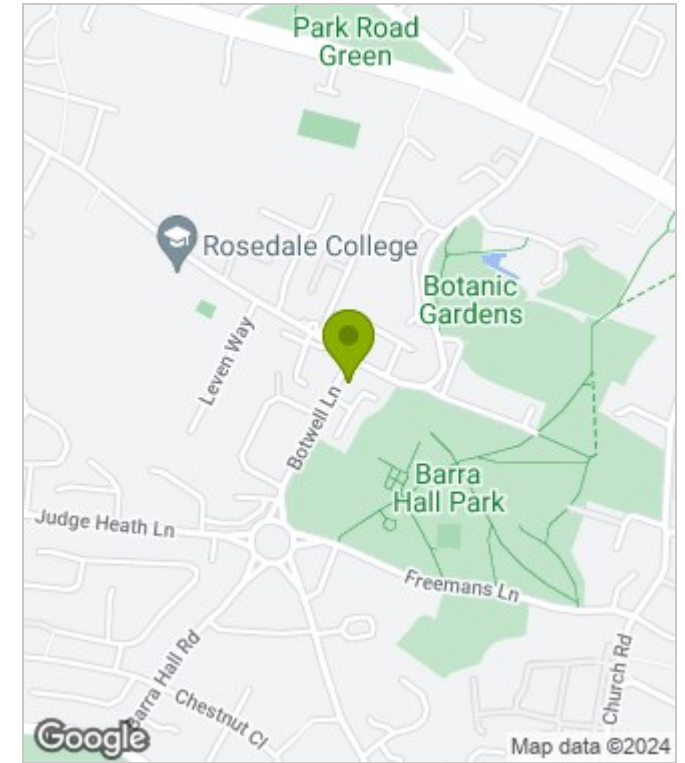 Park Road
Green
Rosedale College
Botanic
Gardens
Leven Way
Botwell Ln
Barra
Hall Park
Judge Heath Ln
Freemans Ln
Barra Hall Rd
Church Rd
Chestnut Cl
Google
Map data ©2024